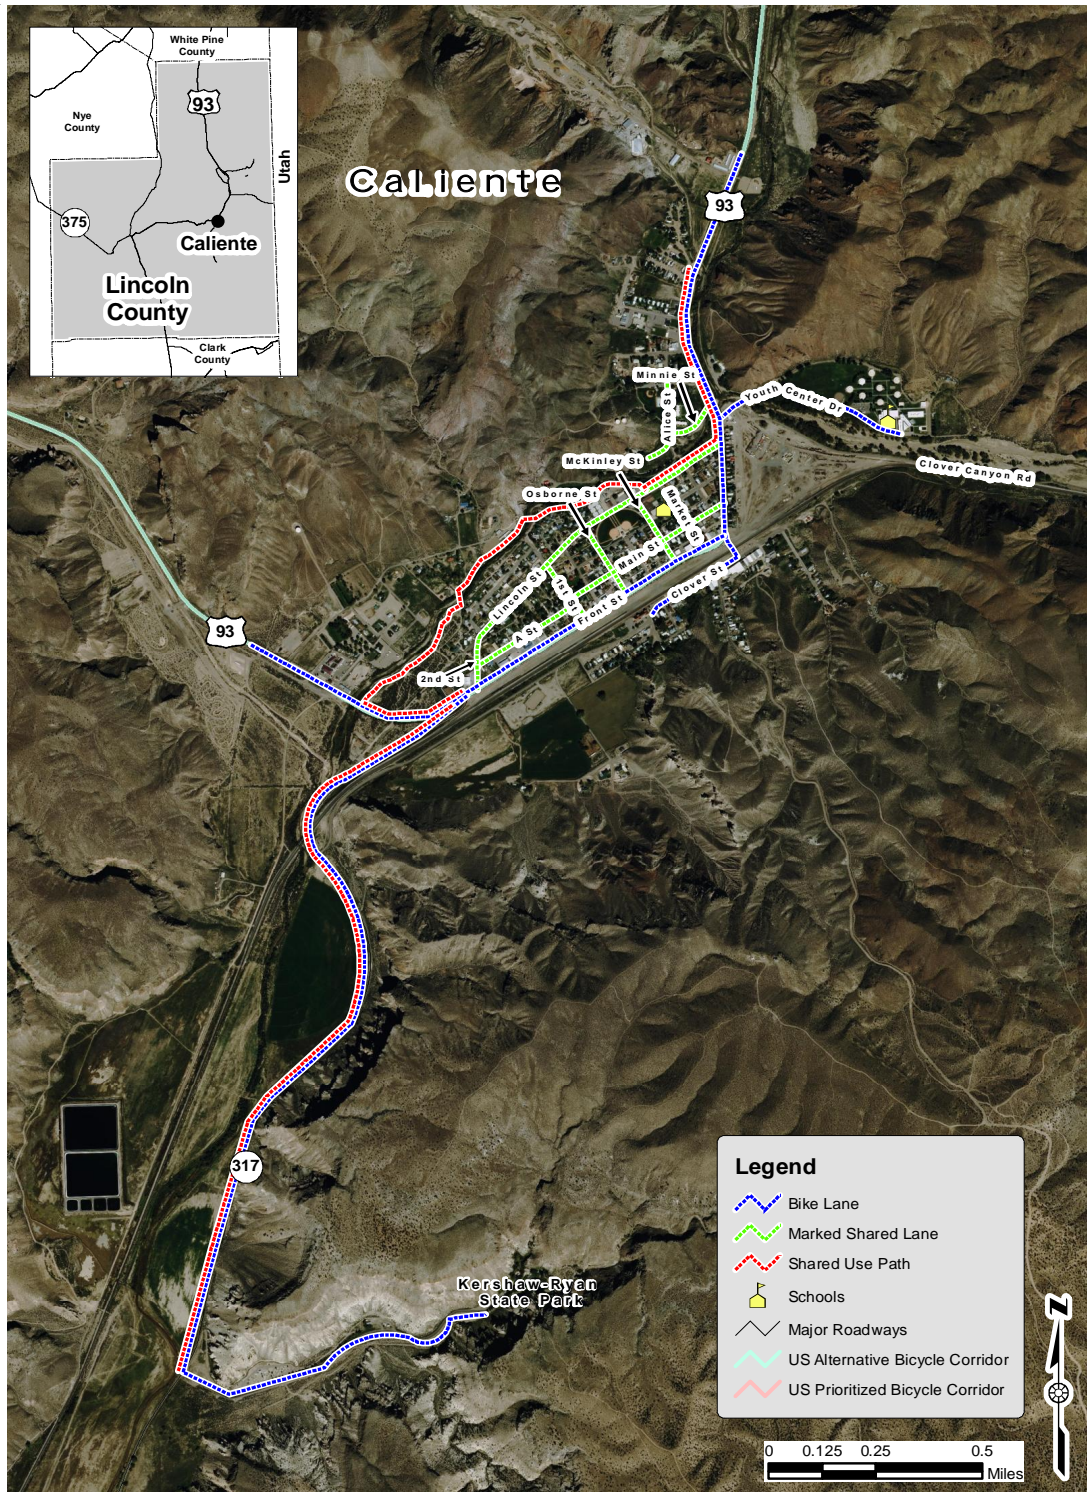 White Pine
County
93
Nye
County
Utah
375
Caliente
Lincoln
County
Clark
County
Caliente
93
Minnie St
Alice St
Youth Center Dr
McKinley St
Clover Canyon Rd
Osborne St
Market St
Main St
Lincoln St
1st St
Front St
Clover St
A St
93
2nd St
317
Kershaw-Ryan
State Park
Legend
Bike Lane
Marked Shared Lane
Shared Use Path
Schools
Major Roadways
US Alternative Bicycle Corridor
US Prioritized Bicycle Corridor
N
0 0.125 0.25 0.5
Miles